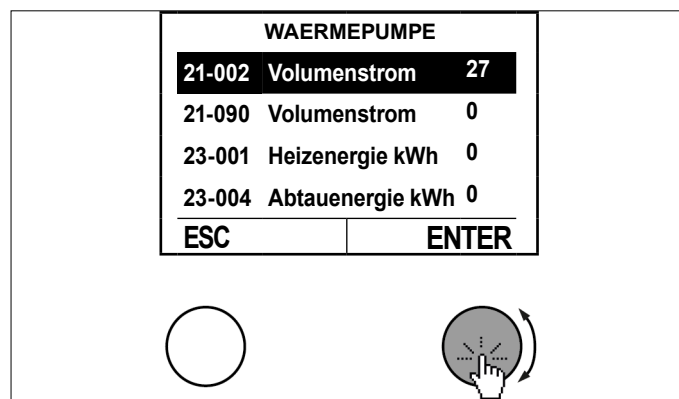 WAERMEPUMPE
21-002 Volumenstrom 27
21-090 Volumenstrom 0
23-001 Heizenergie kWh 0
23-004 Abtauenergie kWh 0
ESC ENTER